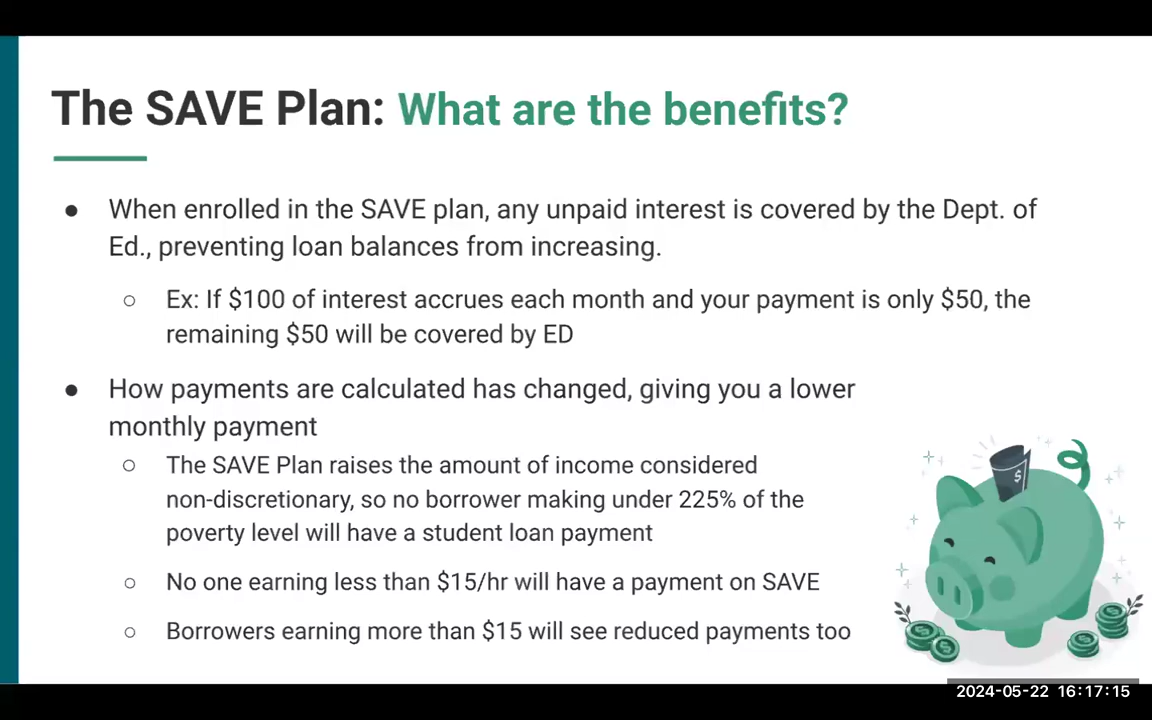 The SAVE Plan: What are the benefits?
● When enrolled in the SAVE plan, any unpaid interest is covered by the Dept. of
Ed., preventing loan balances from increasing.
○ Ex: If $100 of interest accrues each month and your payment is only $50, the
remaining $50 will be covered by ED
● How payments are calculated has changed, giving you a lower
monthly payment
○ The SAVE Plan raises the amount of income considered
non-discretionary, so no borrower making under 225% of the
poverty level will have a student loan payment
○ No one earning less than $15/hr will have a payment on SAVE
○ Borrowers earning more than $15 will see reduced payments too
$
2024-05-22 16:17:15